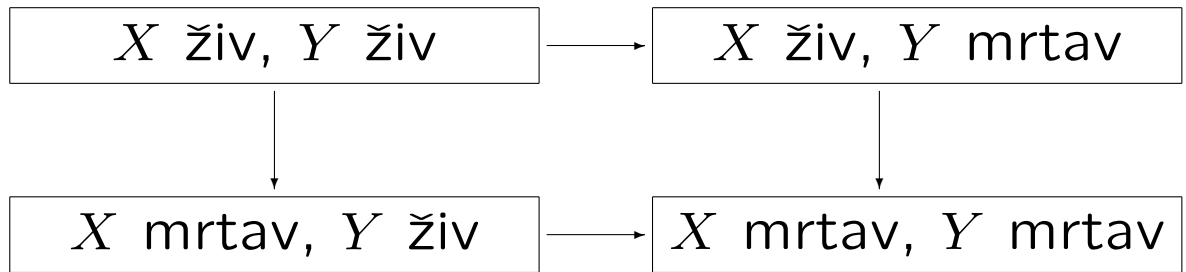 X živ, Y živ
X živ, Y mrtav
X mrtav, Y živ
X mrtav, Y mrtav